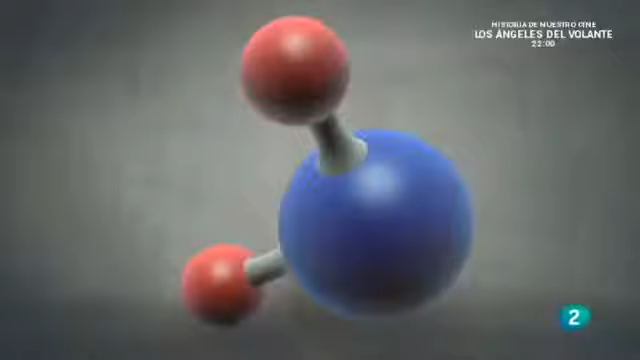 HISTORIA DE NUESTRO CINE
LOS ÁNGELES DEL VOLANTE
22:00
2